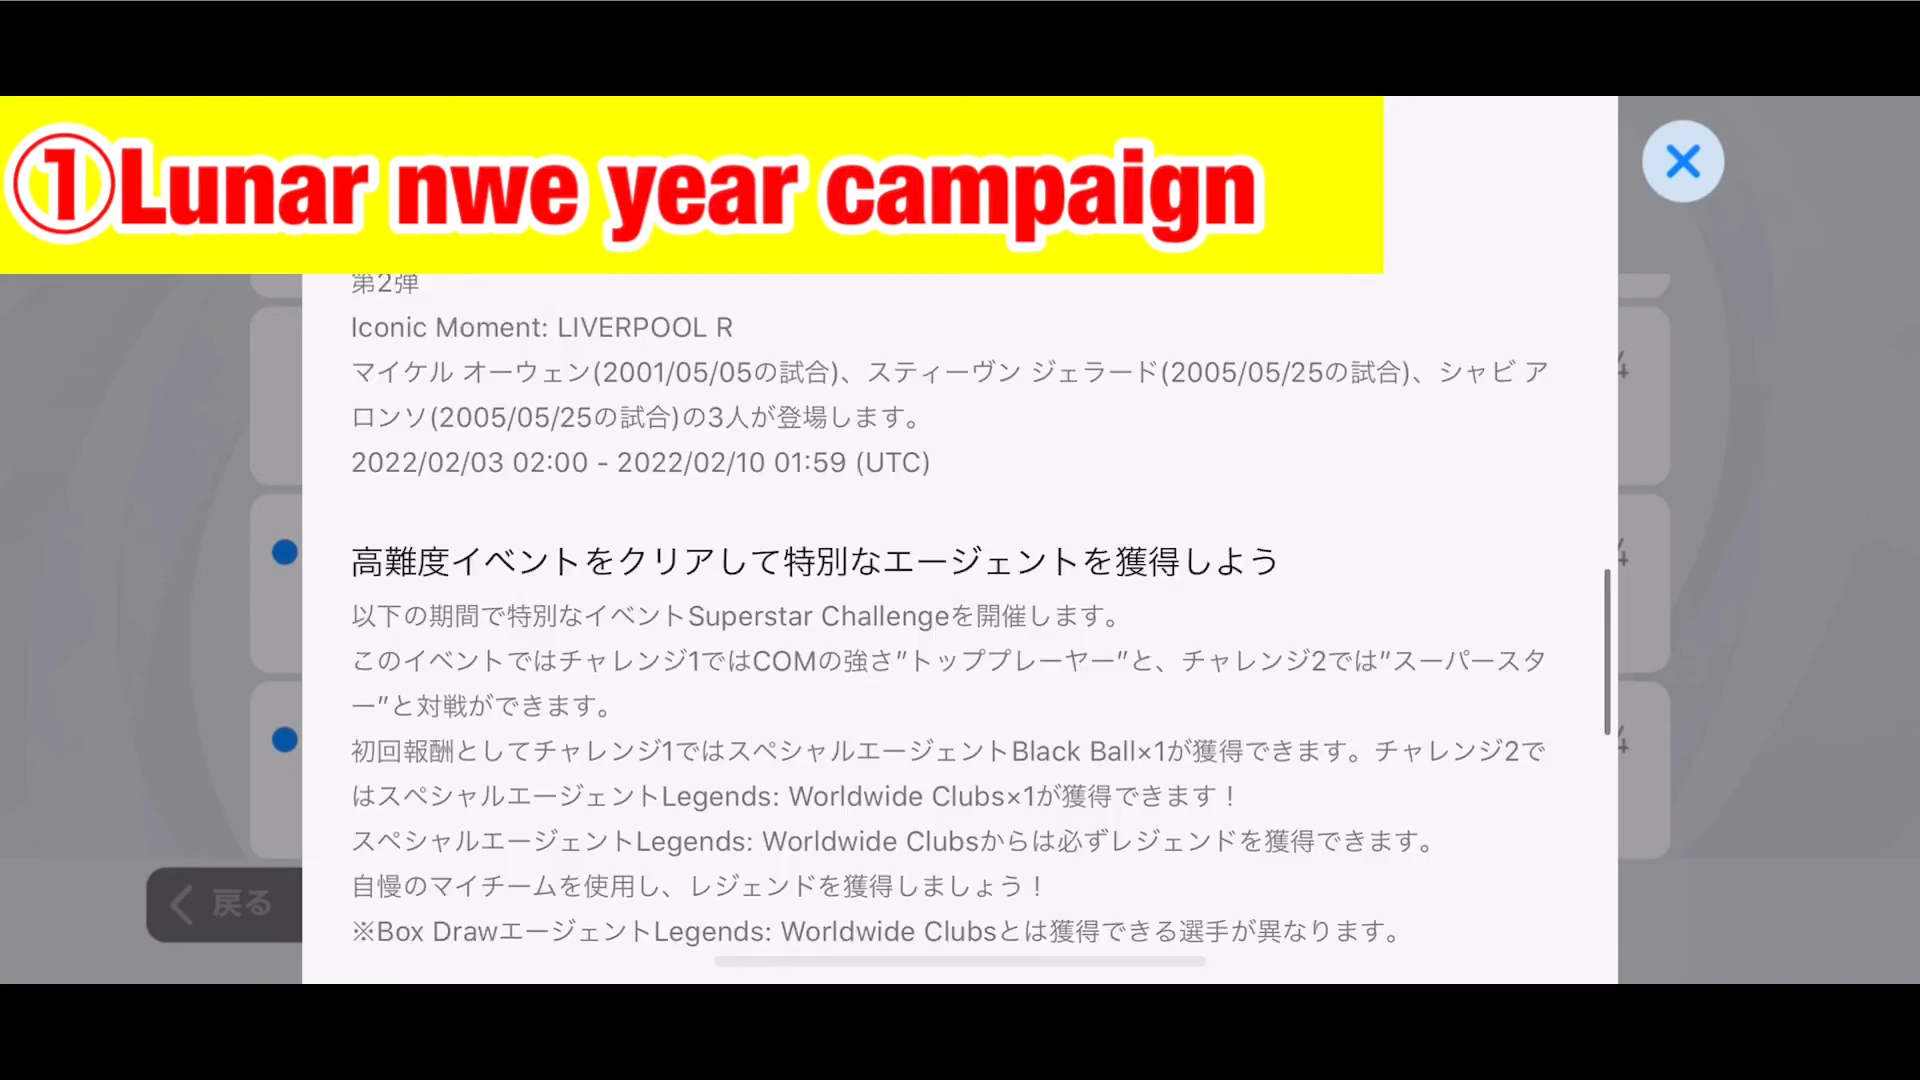 ①Lunar nwe year campaign
第2弾
Iconic Moment: LIVERPOOL R
マイケル オーウェン(2001/05/05の試合)、スティーヴン ジェラード(2005/05/25の試合)、シャビ ア
ロンソ(2005/05/25の試合)の3人が登場します。
2022/02/03 02:00 - 2022/02/10 01:59 (UTC)
高難度イベントをクリアして特別なエージェントを獲得しよう
以下の期間で特別なイベントSuperstar Challengeを開催します。
このイベントではチャレンジ1ではCOMの強さ”トッププレーヤー”と、チャレンジ2では”スーパースタ
ー”と対戦ができます。
初回報酬としてチャレンジ1ではスペシャルエージェントBlack Ball×1が獲得できます。チャレンジ2で
はスペシャルエージェントLegends: Worldwide Clubs×1が獲得できます！
スペシャルエージェントLegends: Worldwide Clubsからは必ずレジェンドを獲得できます。
自慢のマイチームを使用し、レジェンドを獲得しましょう！
※Box DrawエージェントLegends: Worldwide Clubsとは獲得できる選手が異なります。
戻る